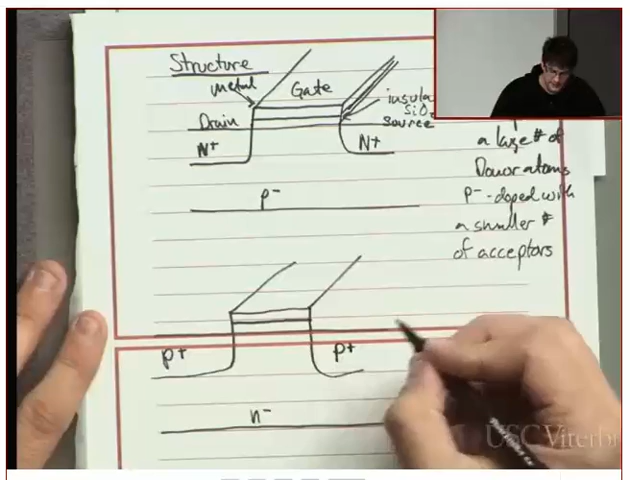 Structure
metal
Gate
insula
SiO
Drain
source
N+
N+
P-
a large # of
Donor atoms
P- - doped with
a smaller #
of acceptors
P+
P+
n-
USC Viterbi